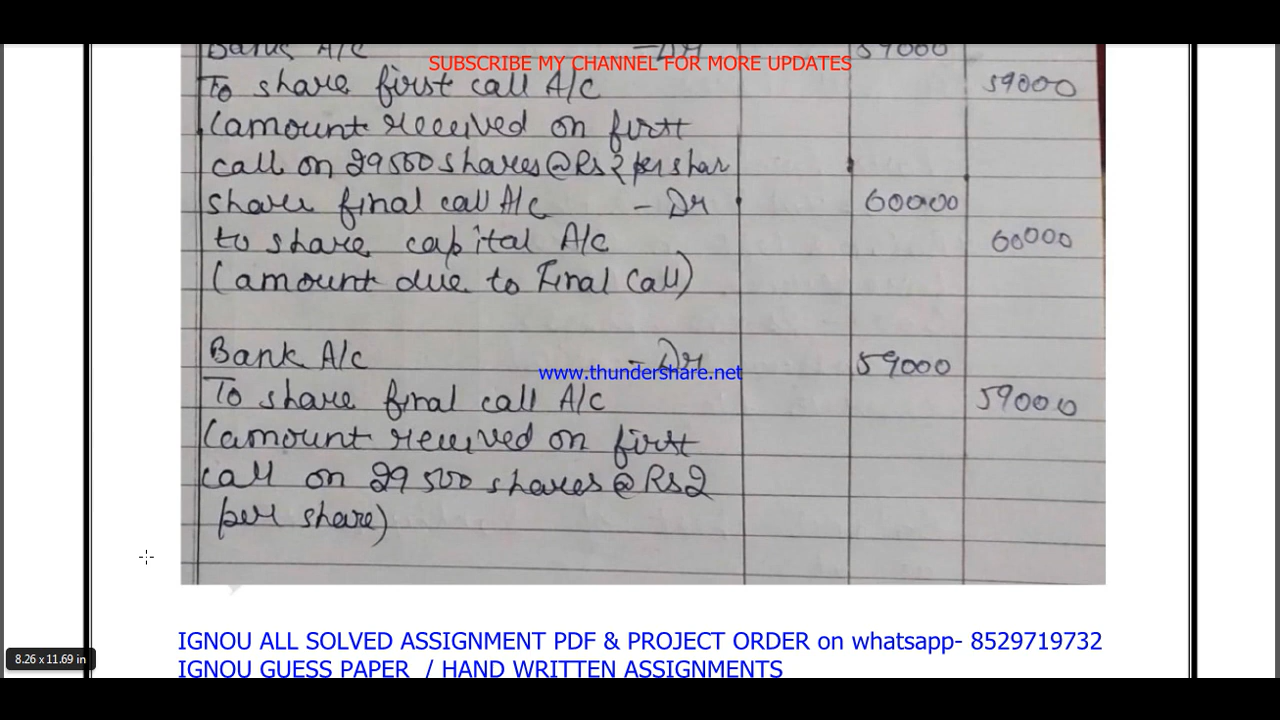 Bank A/c - Dr 59000
SUBSCRIBE MY CHANNEL FOR MORE UPDATES
To share first call A/c 59000
(amount received on first
call on 29500 shares @ Rs 2 per shar
share final call A/c - Dr 60000
to share capital A/c 60000
(amount due to Final Call)
Bank A/c - Dr 59000
www.thundershare.net
To share final call A/c 59000
(amount received on first
call on 29500 shares @ Rs 2
per share)
8.26 x 11.69 in
IGNOU ALL SOLVED ASSIGNMENT PDF & PROJECT ORDER on whatsapp- 8529719732
IGNOU GUESS PAPER / HAND WRITTEN ASSIGNMENTS